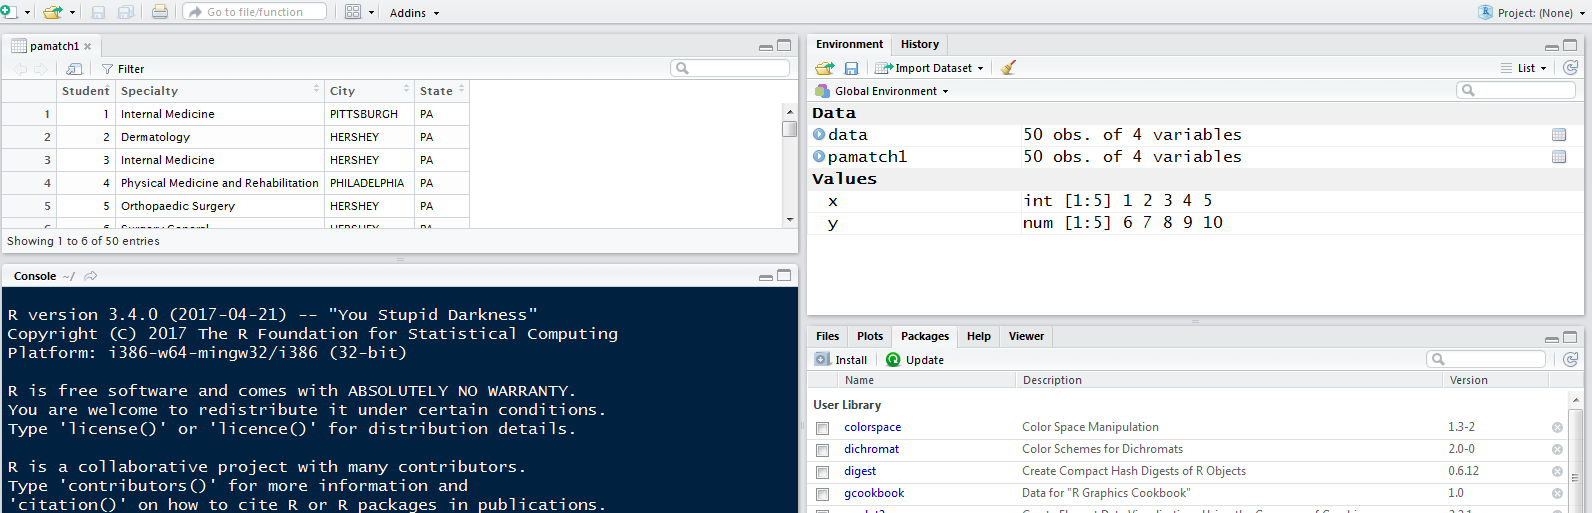 Go to file/function
Addins
Project: (None)
pamatch1
Filter
Student Specialty City State
1 1 Internal Medicine PITTSBURGH PA
2 2 Dermatology HERSHEY PA
3 3 Internal Medicine HERSHEY PA
4 4 Physical Medicine and Rehabilitation PHILADELPHIA PA
5 5 Orthopaedic Surgery HERSHEY PA
6 6 Surgery General HERSHEY PA
Showing 1 to 6 of 50 entries
Console ~/
R version 3.4.0 (2017-04-21) -- "You Stupid Darkness"
Copyright (C) 2017 The R Foundation for Statistical Computing
Platform: i386-w64-mingw32/i386 (32-bit)
R is free software and comes with ABSOLUTELY NO WARRANTY.
You are welcome to redistribute it under certain conditions.
Type 'license()' or 'licence()' for distribution details.
R is a collaborative project with many contributors.
Type 'contributors()' for more information and
'citation()' on how to cite R or R packages in publications.
Environment History
Import Dataset List
Global Environment
Data
data 50 obs. of 4 variables
pamatch1 50 obs. of 4 variables
Values
x int [1:5] 1 2 3 4 5
y num [1:5] 6 7 8 9 10
Files Plots Packages Help Viewer
Install Update
Name Description Version
User Library
colorspace Color Space Manipulation 1.3-2
dichromat Color Schemes for Dichromats 2.0-0
digest Create Compact Hash Digests of R Objects 0.6.12
gcookbook Data for "R Graphics Cookbook" 1.0